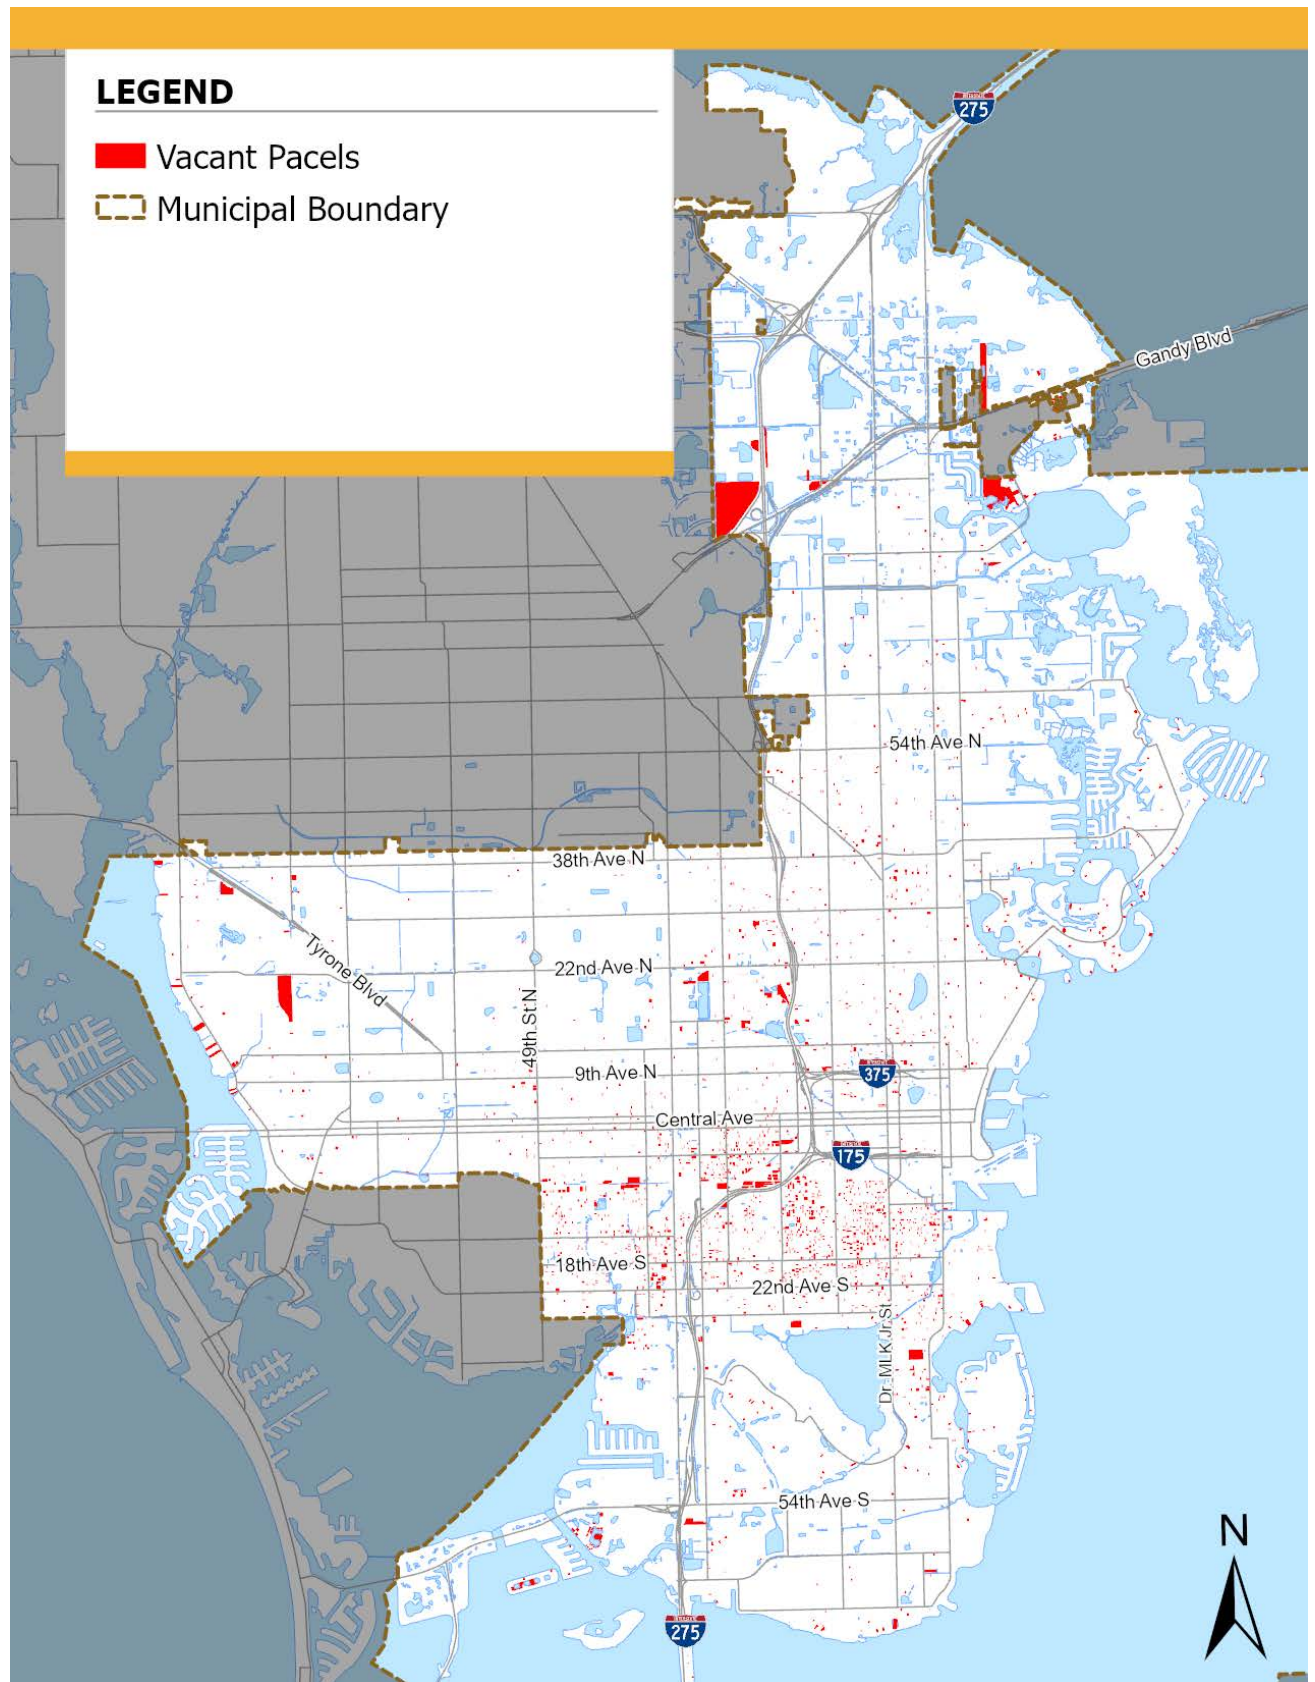 LEGEND
Vacant Pacels
Municipal Boundary
275
Gandy Blvd
54th Ave N
38th Ave N
Tyrone Blvd
22nd Ave N
49th St N
9th Ave N
375
Central Ave
175
18th Ave S
22nd Ave S
Dr. MLK Jr St
54th Ave S
N
275